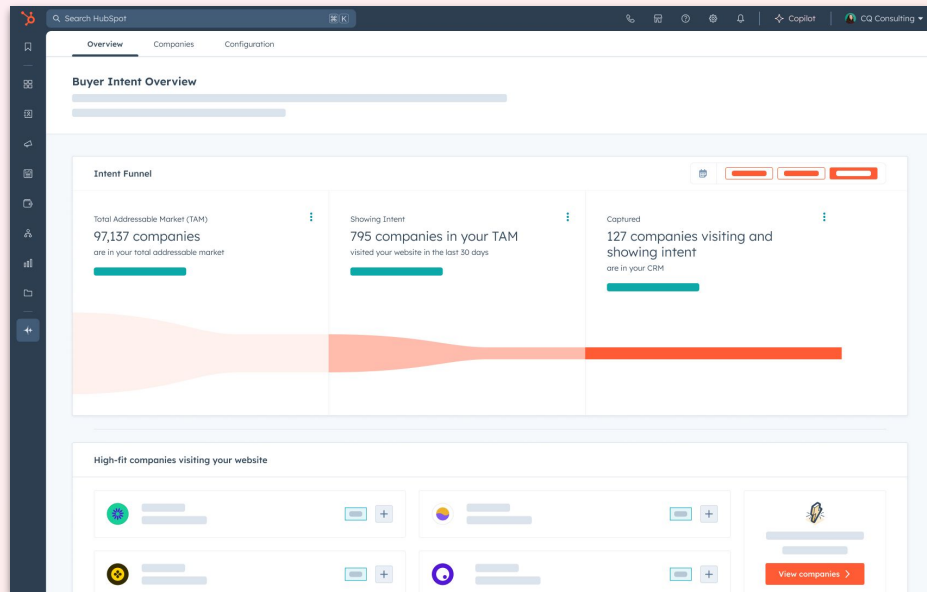 Search HubSpot
⌘ K
Copilot
CQ Consulting
Overview
Companies
Configuration
Buyer Intent Overview
Intent Funnel
Total Addressable Market (TAM)
97,137 companies
are in your total addressable market
Showing Intent
795 companies in your TAM
visited your website in the last 30 days
Captured
127 companies visiting and
showing intent
are in your CRM
High-fit companies visiting your website
View companies